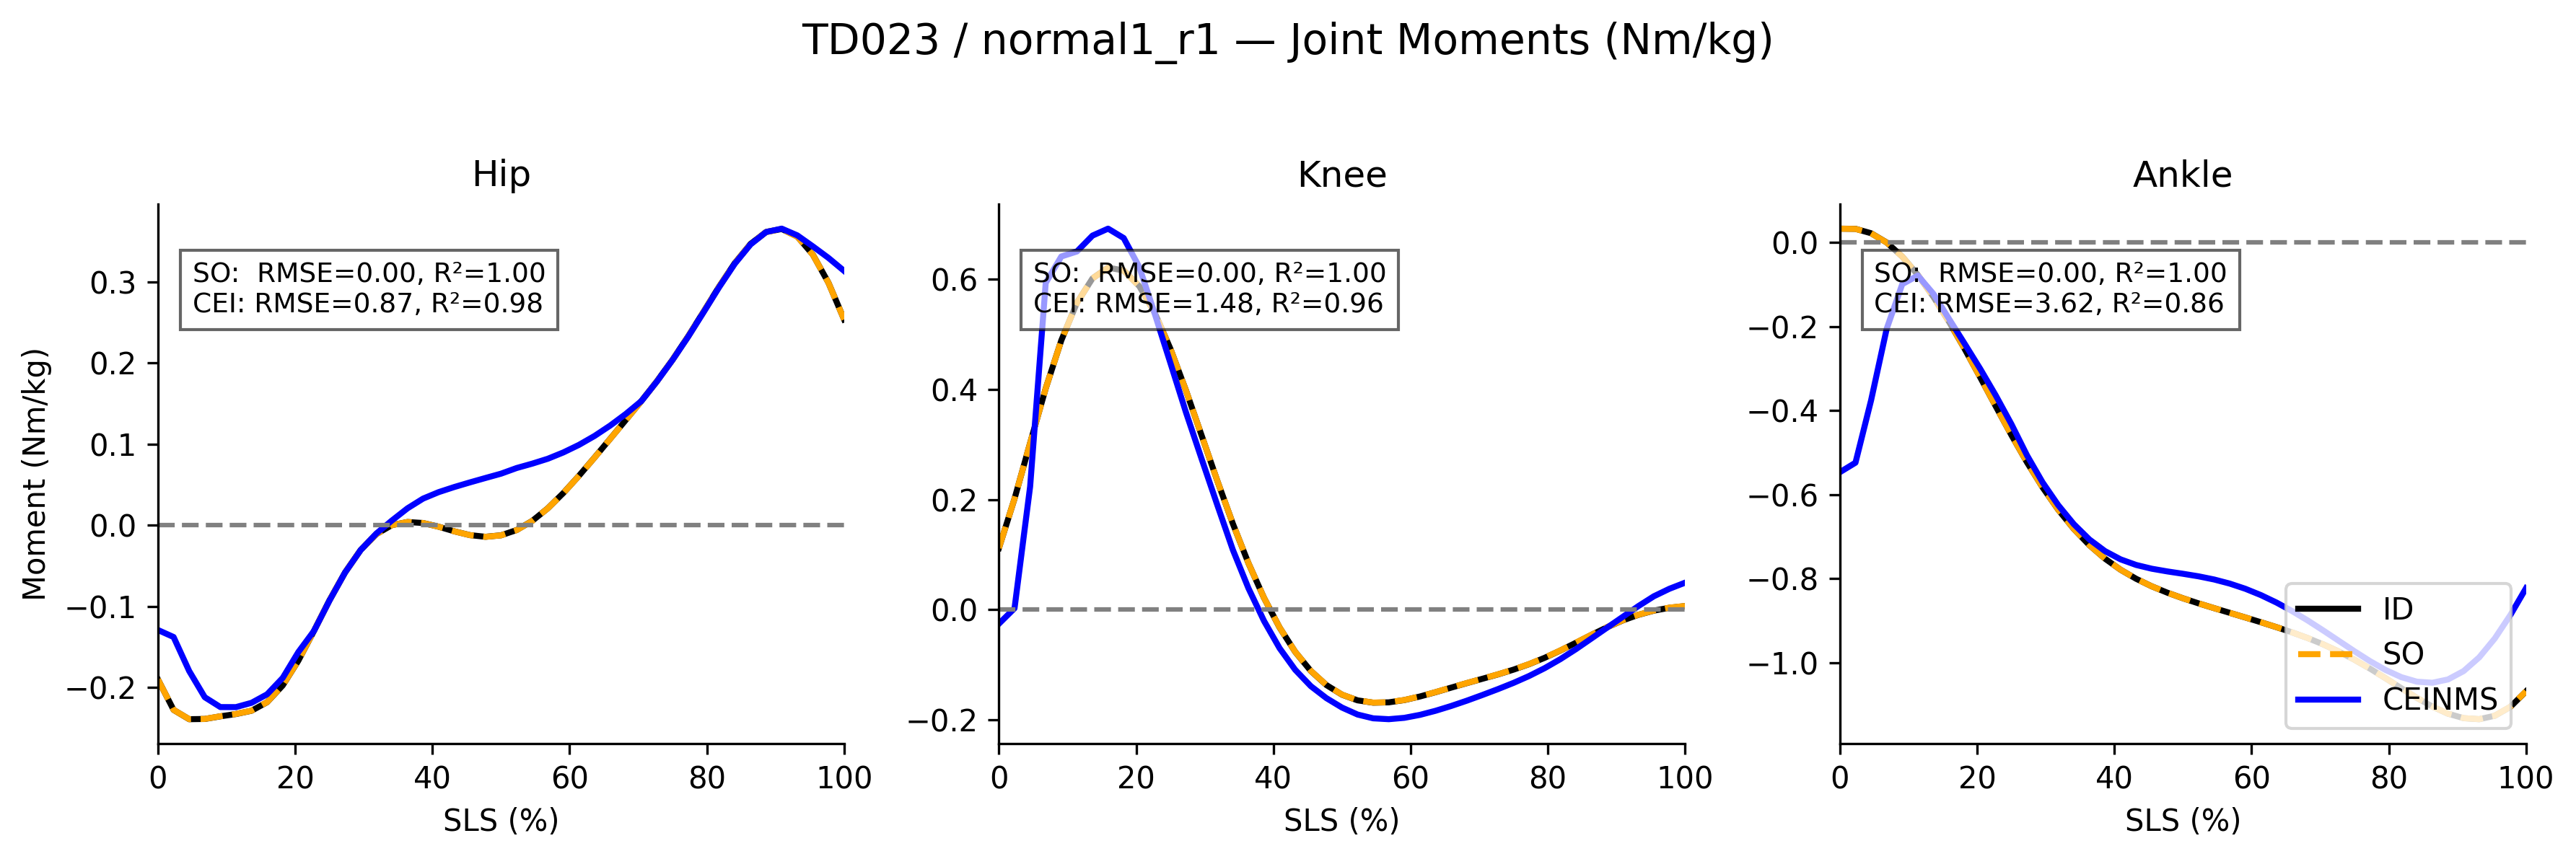 TD023 / normal1_r1 — Joint Moments (Nm/kg)
Hip
Knee
Ankle
SO:  RMSE=0.00, R²=1.00
CEI: RMSE=0.87, R²=0.98
SO:  RMSE=0.00, R²=1.00
CEI: RMSE=1.48, R²=0.96
SO:  RMSE=0.00, R²=1.00
CEI: RMSE=3.62, R²=0.86
Moment (Nm/kg)
0.3
0.2
0.1
0.0
−0.1
−0.2
0.6
0.4
0.2
0.0
−0.2
0.0
−0.2
−0.4
−0.6
−0.8
−1.0
ID
SO
CEINMS
0 20 40 60 80 100
0 20 40 60 80 100
0 20 40 60 80 100
SLS (%)
SLS (%)
SLS (%)